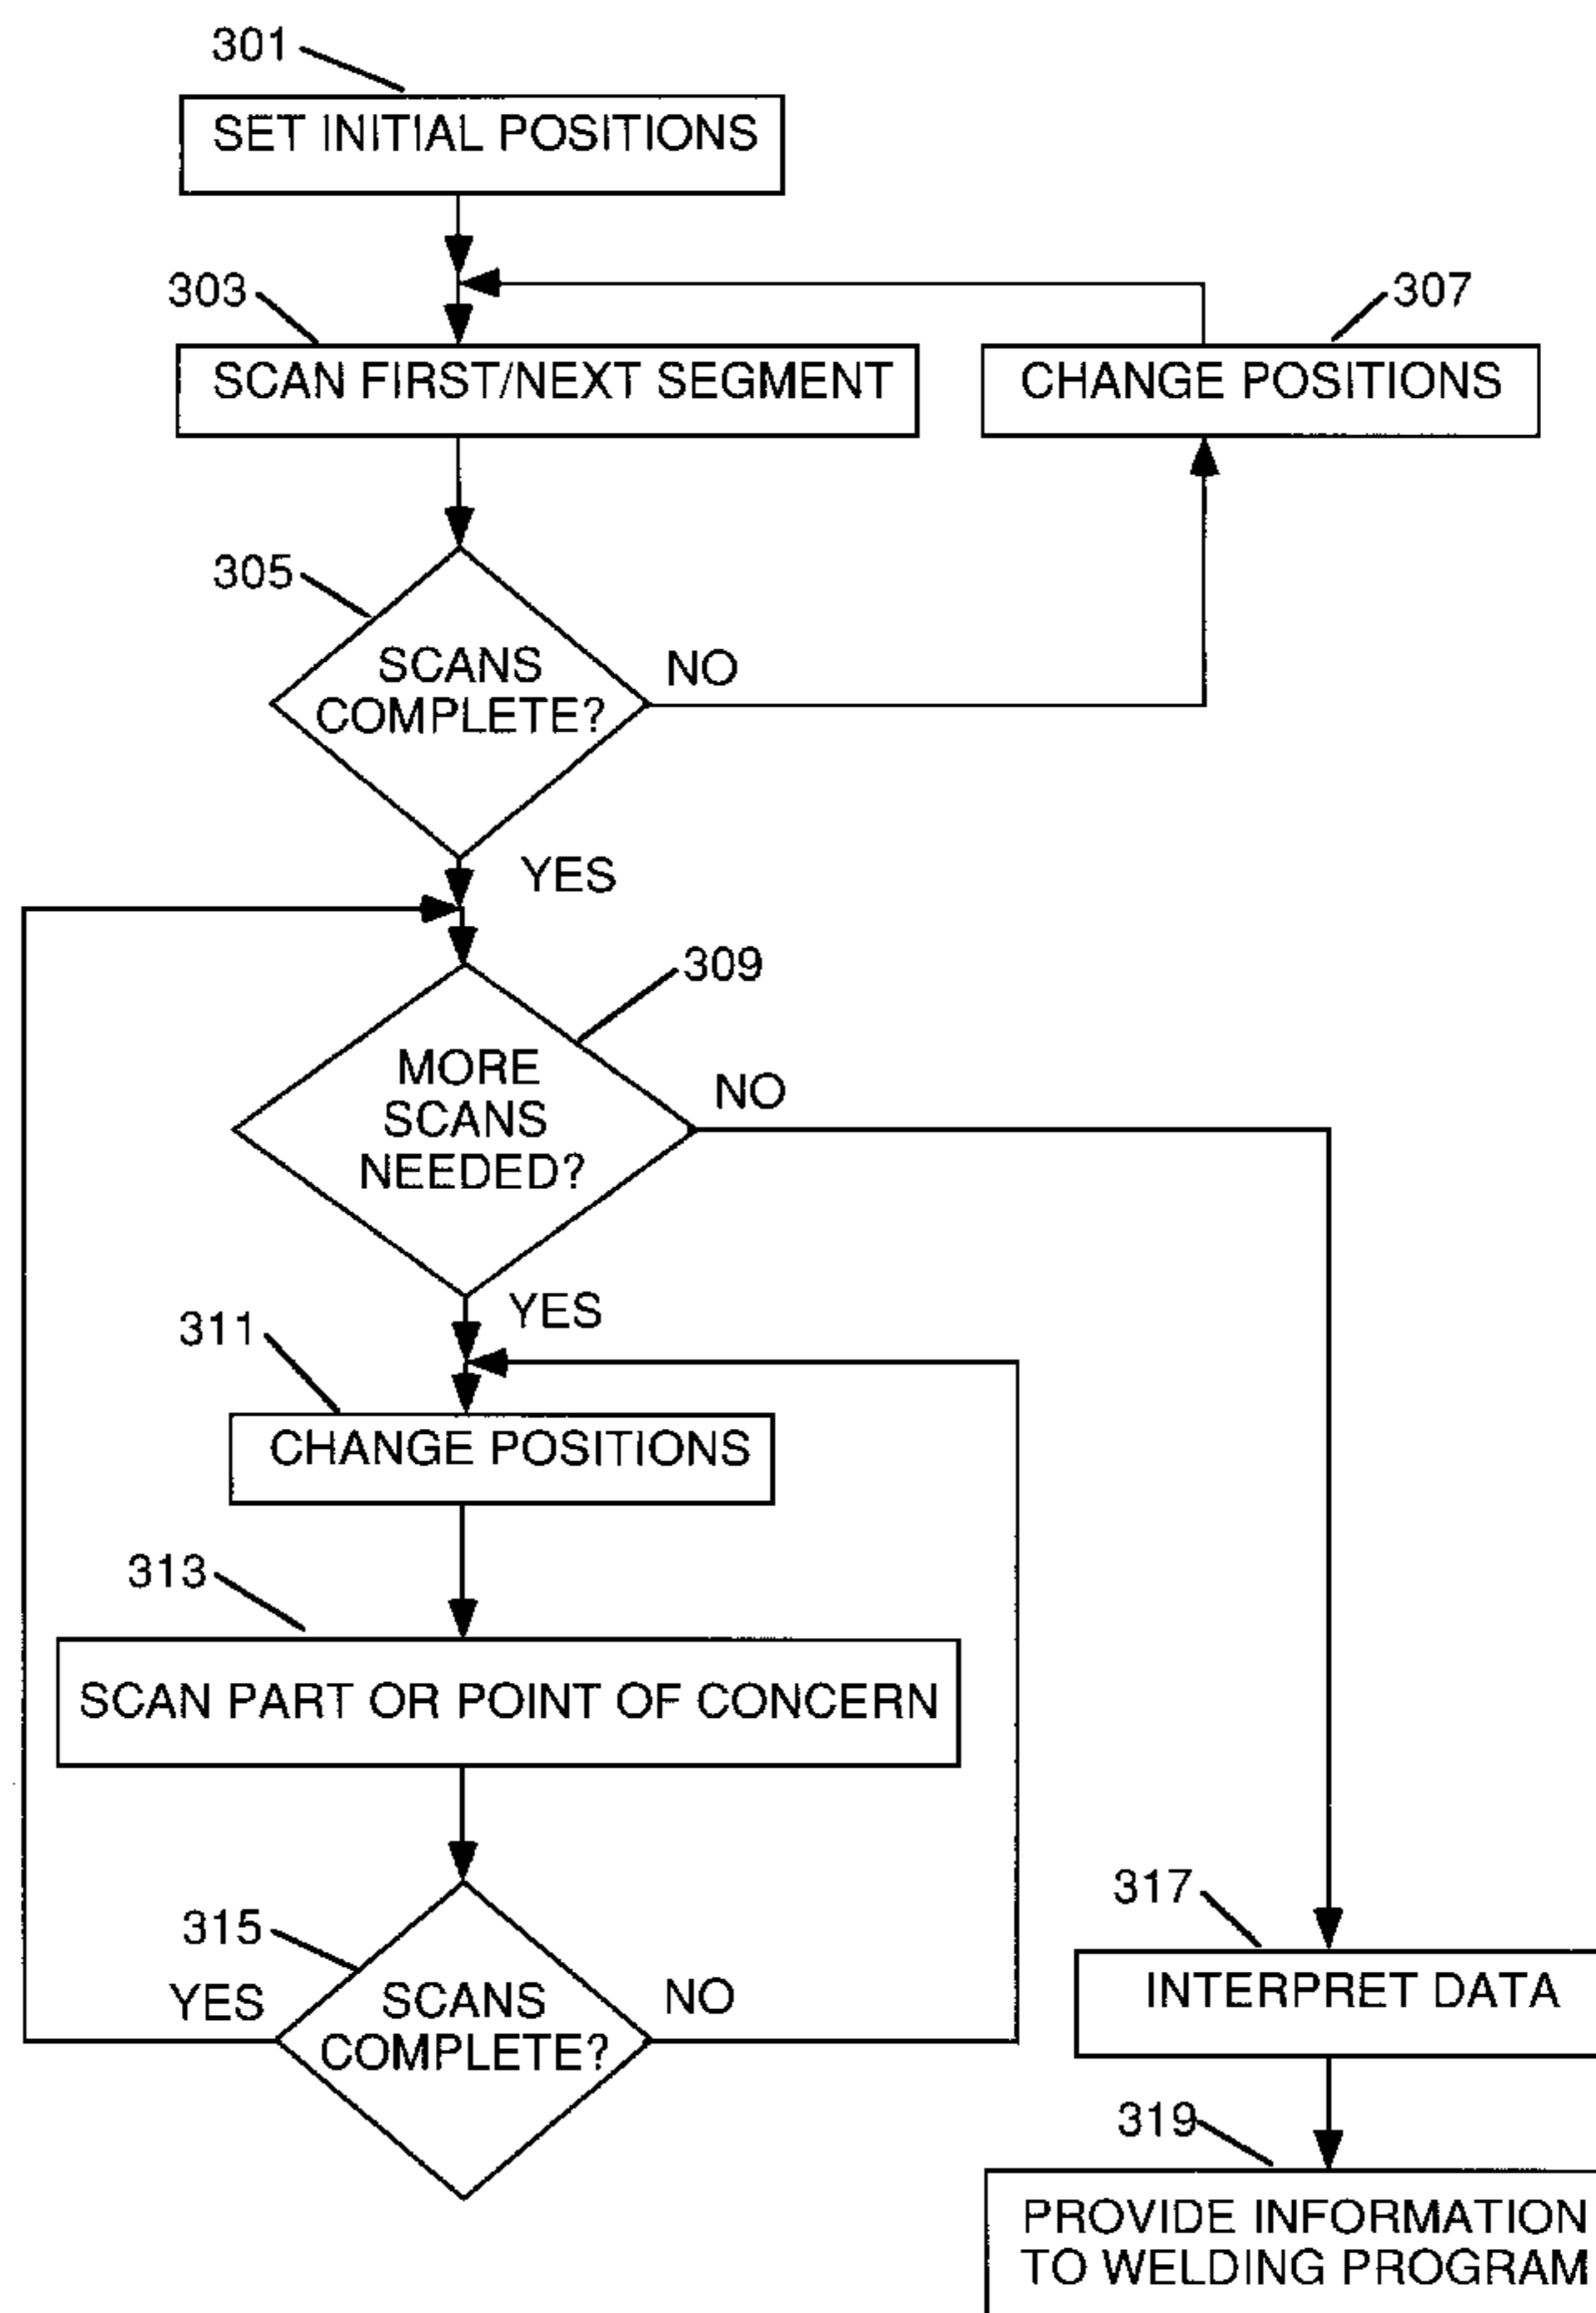 301
SET INITIAL POSITIONS
303
307
SCAN FIRST/NEXT SEGMENT
CHANGE POSITIONS
305
SCANS
COMPLETE?
NO
YES
309
MORE
SCANS
NEEDED?
NO
YES
311
CHANGE POSITIONS
313
SCAN PART OR POINT OF CONCERN
315
SCANS
COMPLETE?
YES
NO
317
INTERPRET DATA
319
PROVIDE INFORMATION
TO WELDING PROGRAM